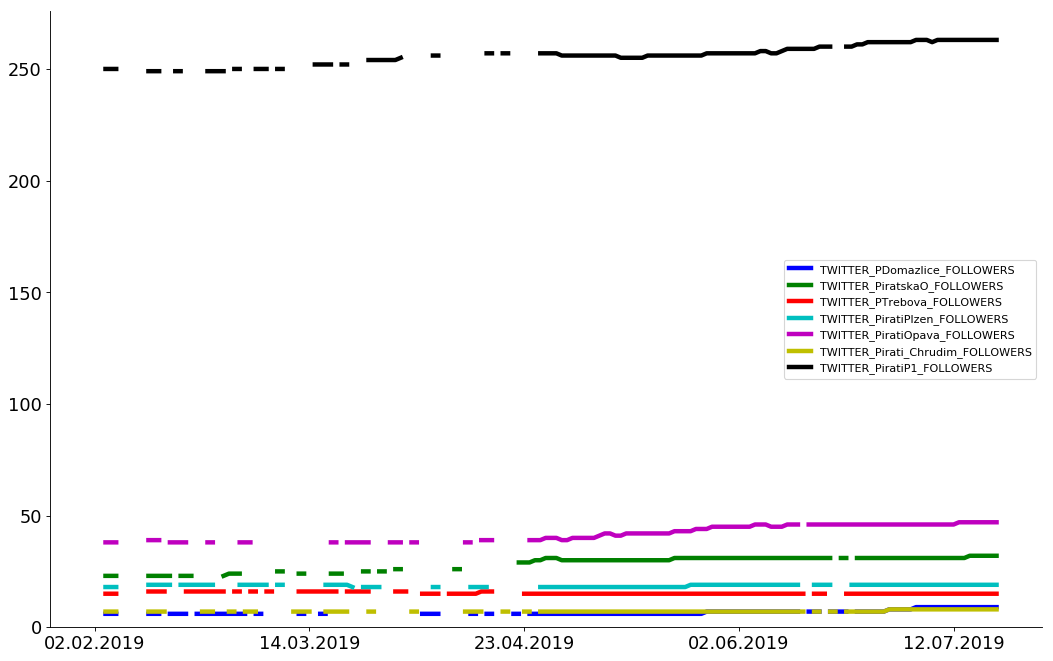 250
200
150
100
50
0
02.02.2019 14.03.2019 23.04.2019 02.06.2019 12.07.2019
TWITTER_PDomazlice_FOLLOWERS
TWITTER_PiratskaO_FOLLOWERS
TWITTER_PTrebova_FOLLOWERS
TWITTER_PiratiPlzen_FOLLOWERS
TWITTER_PiratiOpava_FOLLOWERS
TWITTER_Pirati_Chrudim_FOLLOWERS
TWITTER_PiratiP1_FOLLOWERS